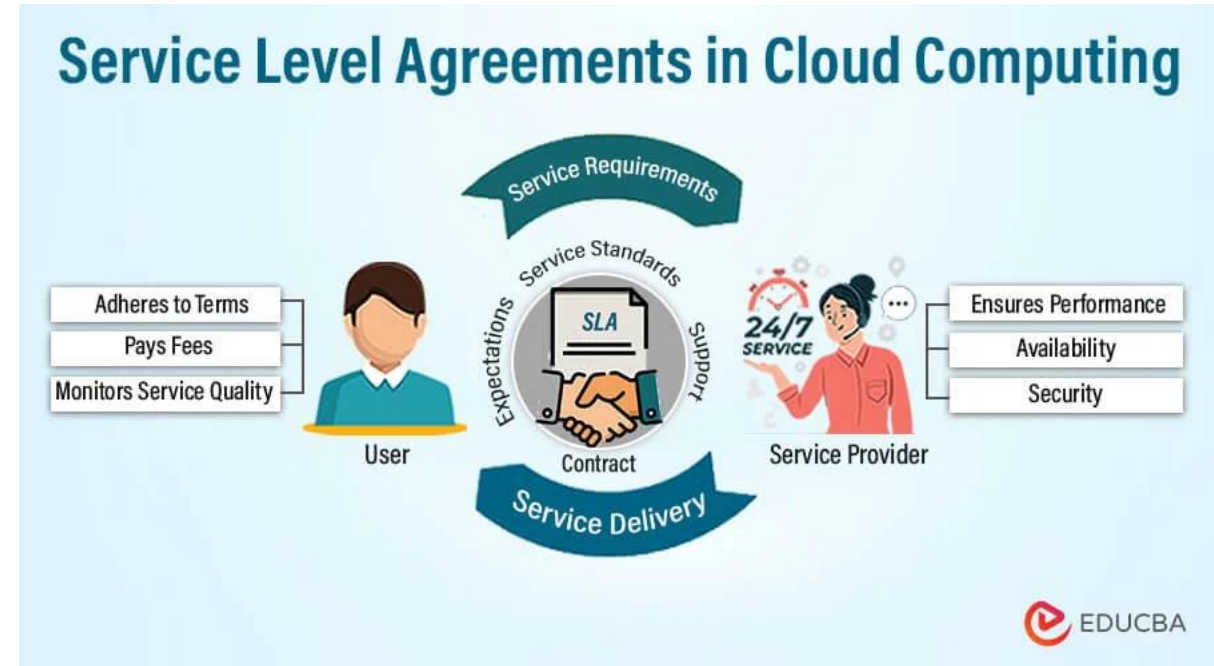 Service Level Agreements in Cloud Computing
Service Requirements
Service Standards
Expectations
Support
SLA
Contract
Service Delivery
Adheres to Terms
Pays Fees
Monitors Service Quality
User
24/7
SERVICE
Service Provider
Ensures Performance
Availability
Security
EDUCBA